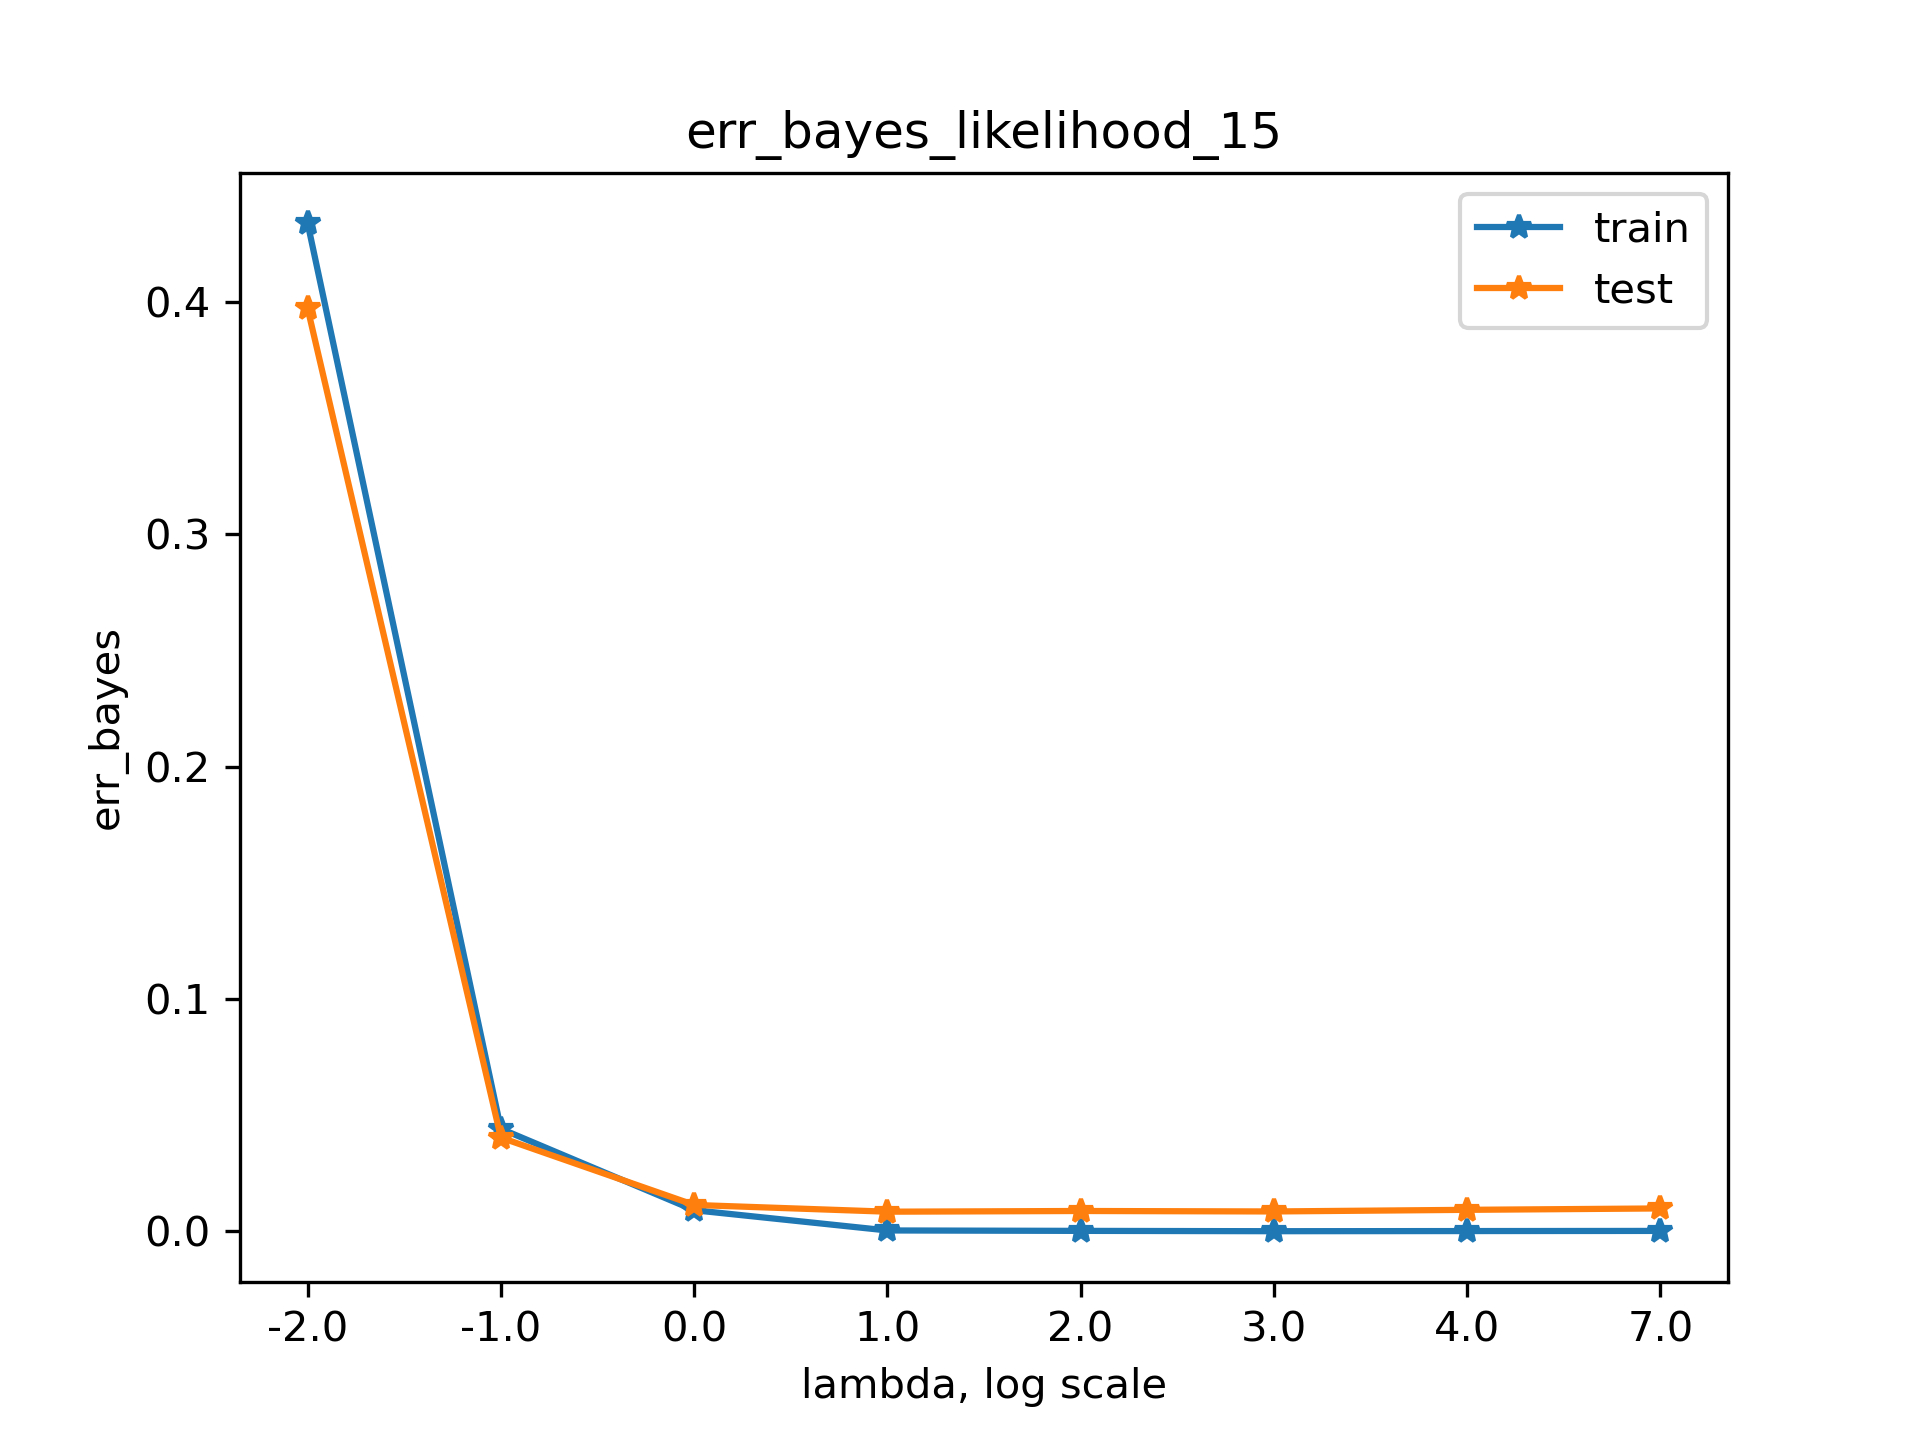 err_bayes_likelihood_15
train
test
err_bayes
0.4
0.3
0.2
0.1
0.0
-2.0 -1.0 0.0 1.0 2.0 3.0 4.0 7.0
lambda, log scale